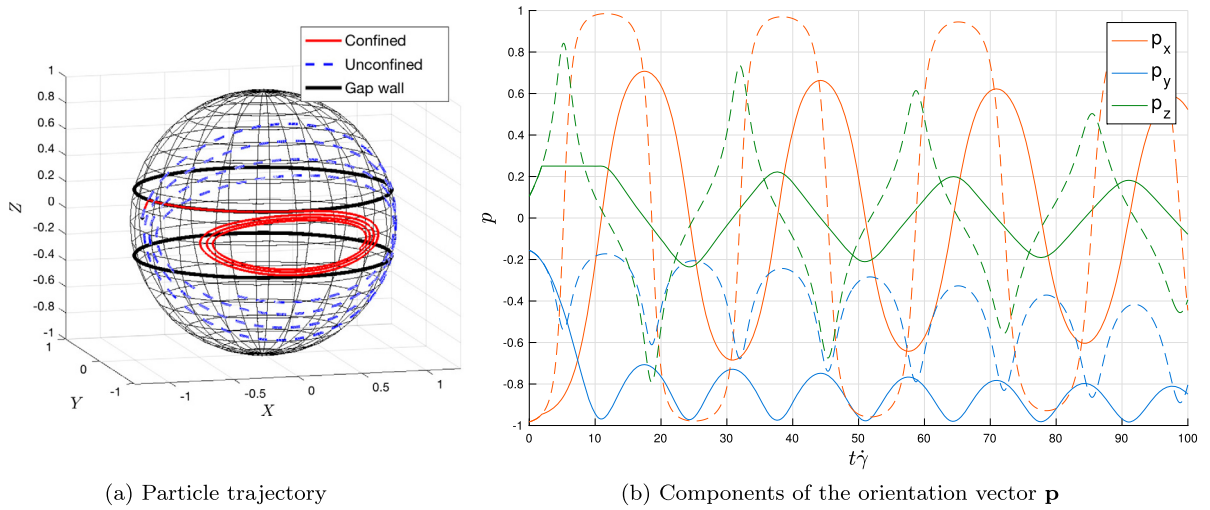 Confined
Unconfined
Gap wall
1
0.8
0.6
0.4
0.2
0
-0.2
-0.4
-0.6
-0.8
-1
Z
1
0
-1
Y
-1
-0.5
0
0.5
1
X
(a) Particle trajectory
1
0.8
0.6
0.4
0.2
0
-0.2
-0.4
-0.6
-0.8
-1
p
p_x
p_y
p_z
0 10 20 30 40 50 60 70 80 90 100
tγ̇
(b) Components of the orientation vector p